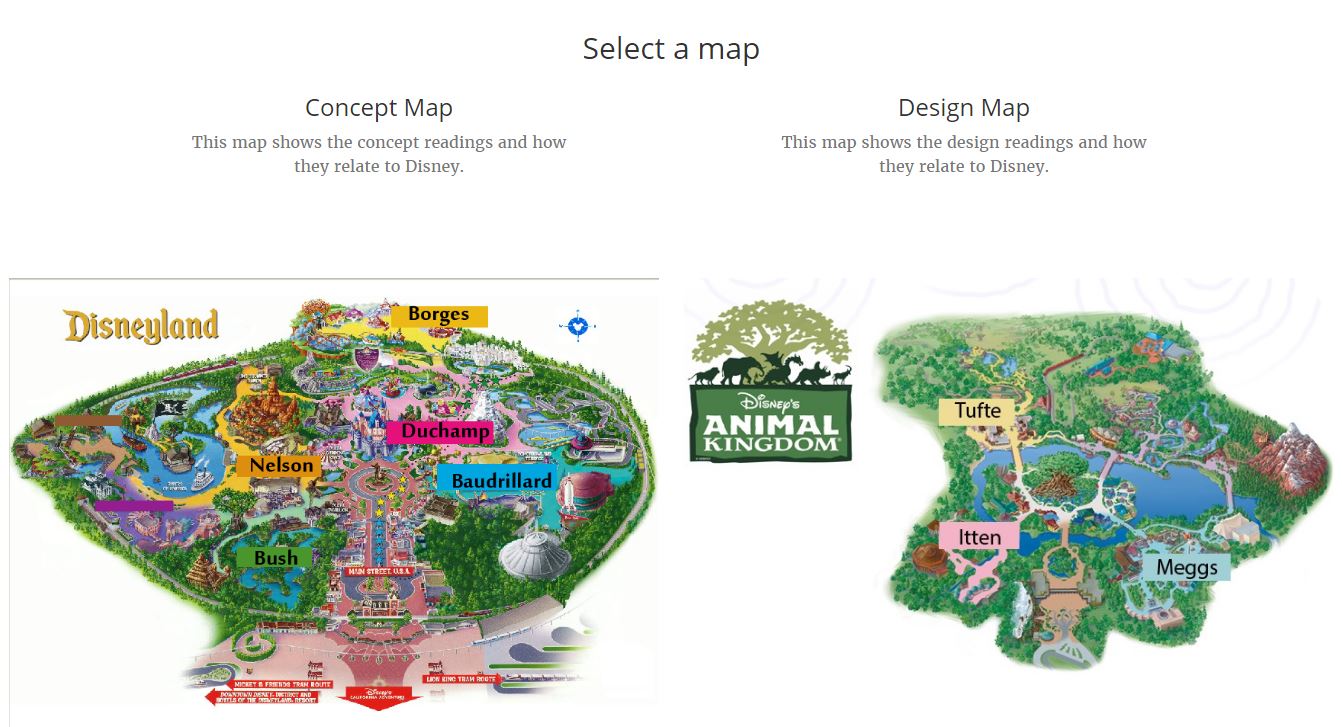 Select a map
Concept Map
This map shows the concept readings and how
they relate to Disney.
Design Map
This map shows the design readings and how
they relate to Disney.
Disneyland
Borges
Duchamp
Nelson
Baudrillard
Bush
MAIN STREET, U.S.A.
MICKEY & FRIENDS TRAM ROUTE
DOWNTOWN DISNEY DISTRICT AND
HOTELS OF THE DISNEYLAND RESORT
Disney's
CALIFORNIA ADVENTURE
LION KING TRAM ROUTE
Disney's
ANIMAL
KINGDOM
Tufte
Itten
Meggs